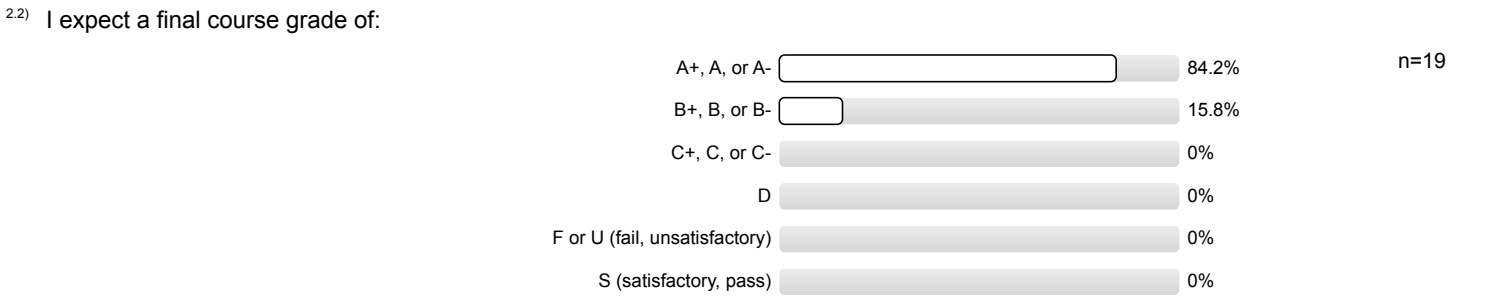 2.2) I expect a final course grade of:
n=19
A+, A, or A- 84.2%
B+, B, or B- 15.8%
C+, C, or C- 0%
D 0%
F or U (fail, unsatisfactory) 0%
S (satisfactory, pass) 0%